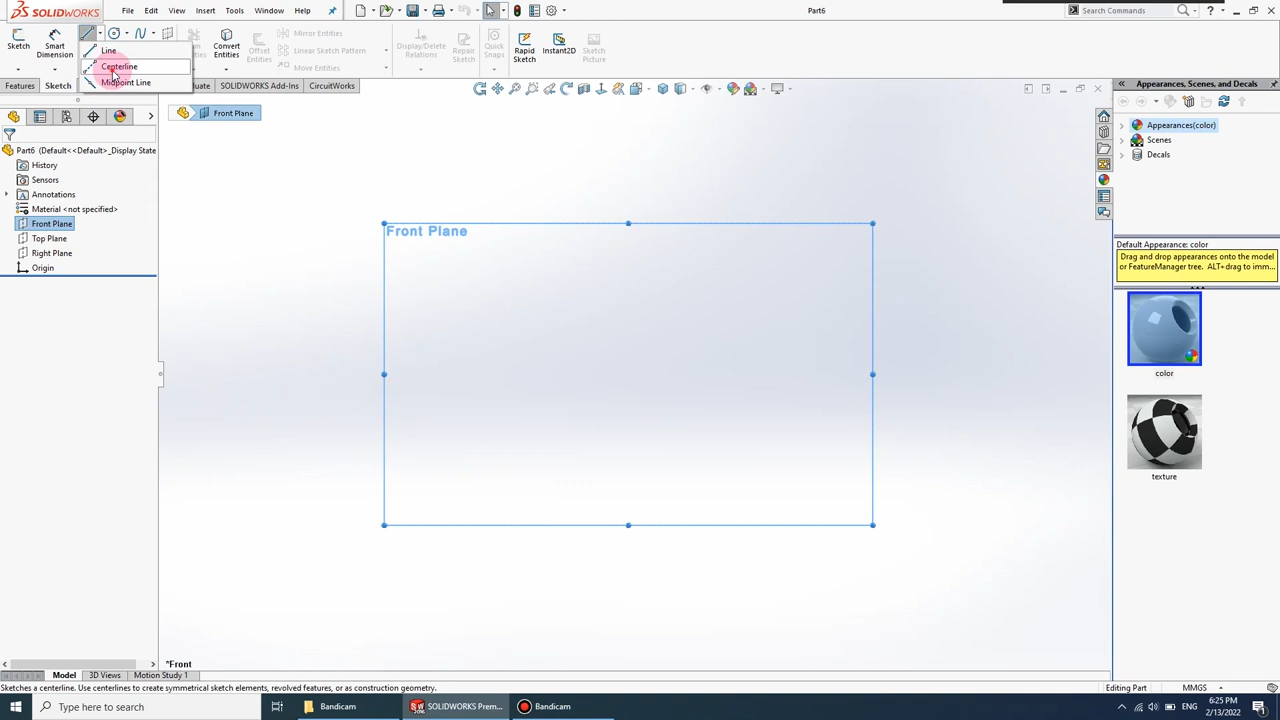 SOLIDWORKS
File
Edit
View
Insert
Tools
Window
Help
Part6
Search Commands
Sketch
Smart Dimension
Convert Entities
Offset Entities
Mirror Entities
Linear Sketch Pattern
Move Entities
Display/Delete Relations
Repair Sketch
Quick Snaps
Rapid Sketch
Instant2D
Sketch Picture
Line
Centerline
Midpoint Line
Features
Sketch
SOLIDWORKS Add-Ins
CircuitWorks
Front Plane
Part6 (Default<<Default>_Display State
History
Sensors
Annotations
Material <not specified>
Front Plane
Top Plane
Right Plane
Origin
Front Plane
*Front
Appearances, Scenes, and Decals
Appearances(color)
Scenes
Decals
Default Appearance: color
Drag and drop appearances onto the model
or FeatureManager tree. ALT+drag to imm...
color
texture
Model
3D Views
Motion Study 1
Sketches a centerline. Use centerlines to create symmetrical sketch elements, revolved features, or as construction geometry.
Editing Part
MMGS
Type here to search
Bandicam
SOLIDWORKS Prem...
Bandicam
ENG
6:25 PM
2/13/2022